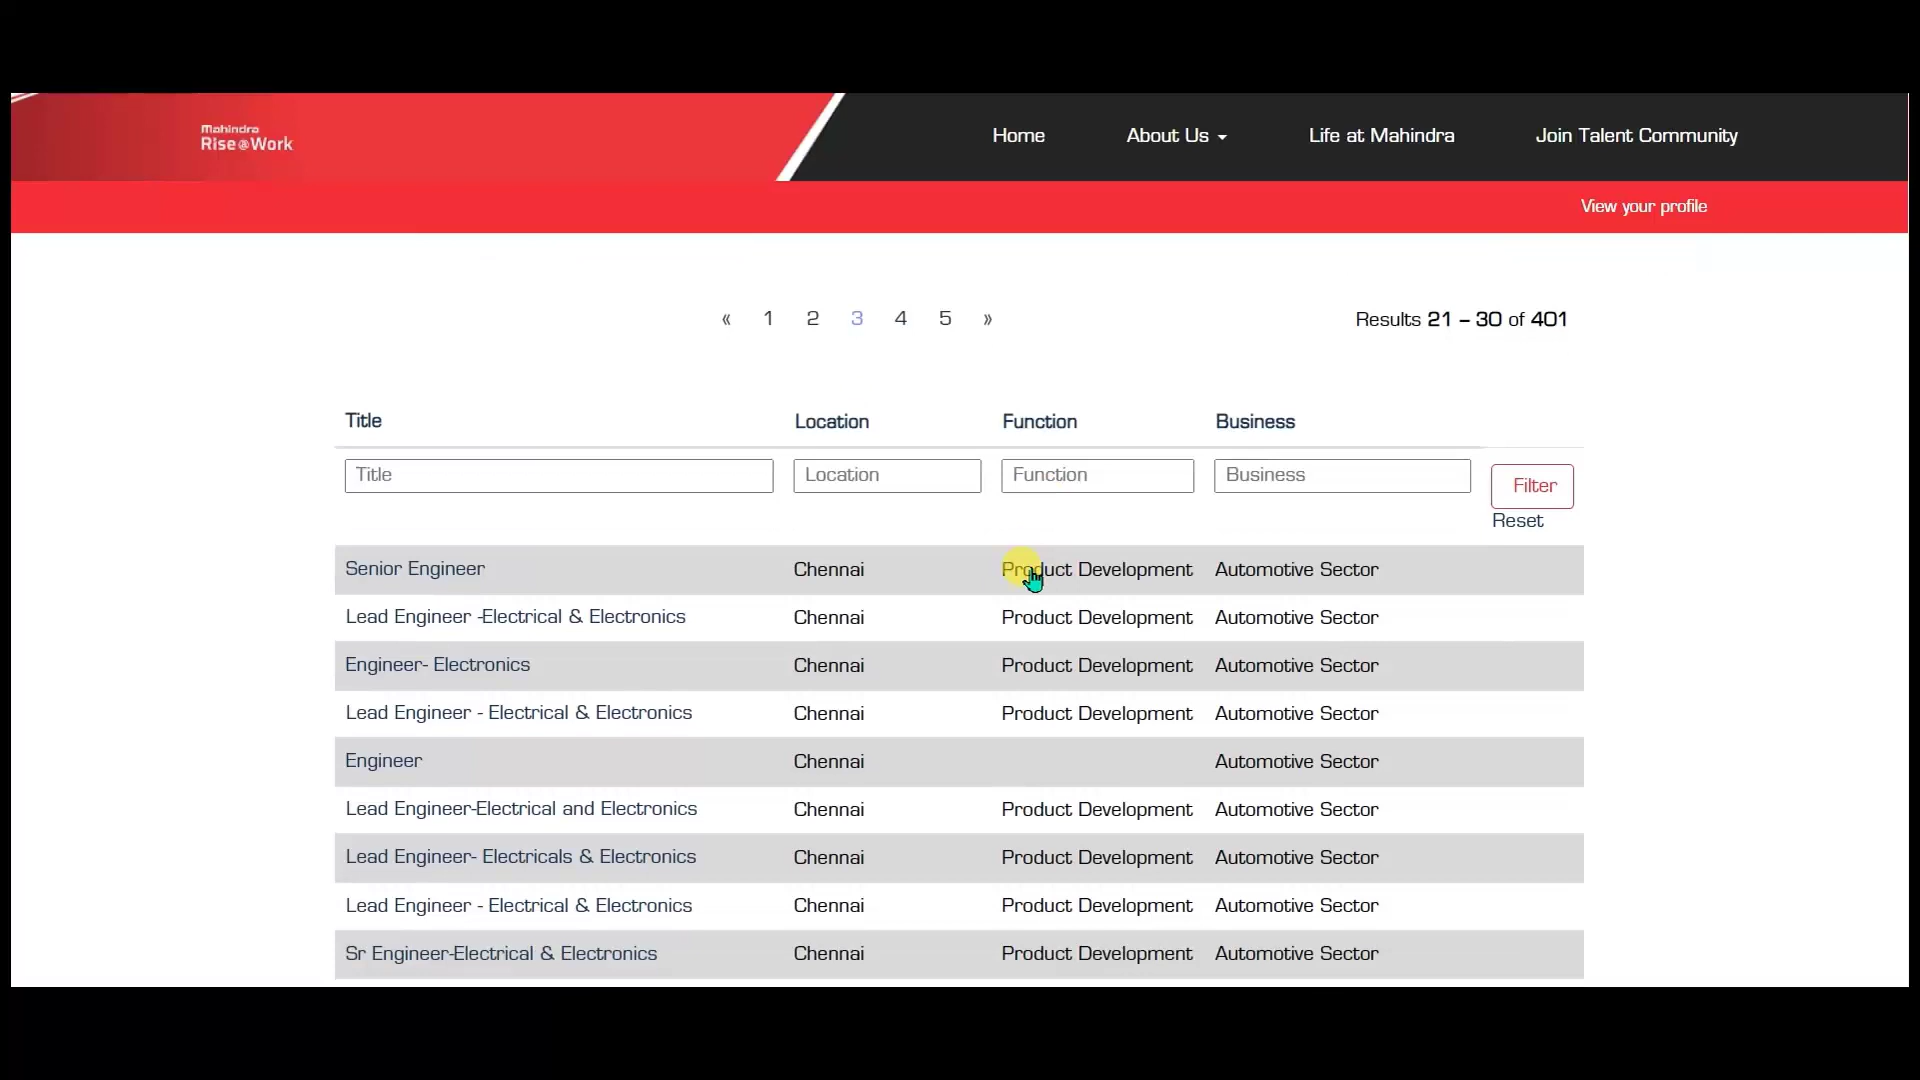 Mahindra
Rise@Work
Home About Us Life at Mahindra Join Talent Community
View your profile
« 1 2 3 4 5 » Results 21 – 30 of 401
Title Location Function Business
Title Location Function Business Filter
Reset
Senior Engineer Chennai Product Development Automotive Sector
Lead Engineer -Electrical & Electronics Chennai Product Development Automotive Sector
Engineer- Electronics Chennai Product Development Automotive Sector
Lead Engineer - Electrical & Electronics Chennai Product Development Automotive Sector
Engineer Chennai Automotive Sector
Lead Engineer-Electrical and Electronics Chennai Product Development Automotive Sector
Lead Engineer- Electricals & Electronics Chennai Product Development Automotive Sector
Lead Engineer - Electrical & Electronics Chennai Product Development Automotive Sector
Sr Engineer-Electrical & Electronics Chennai Product Development Automotive Sector